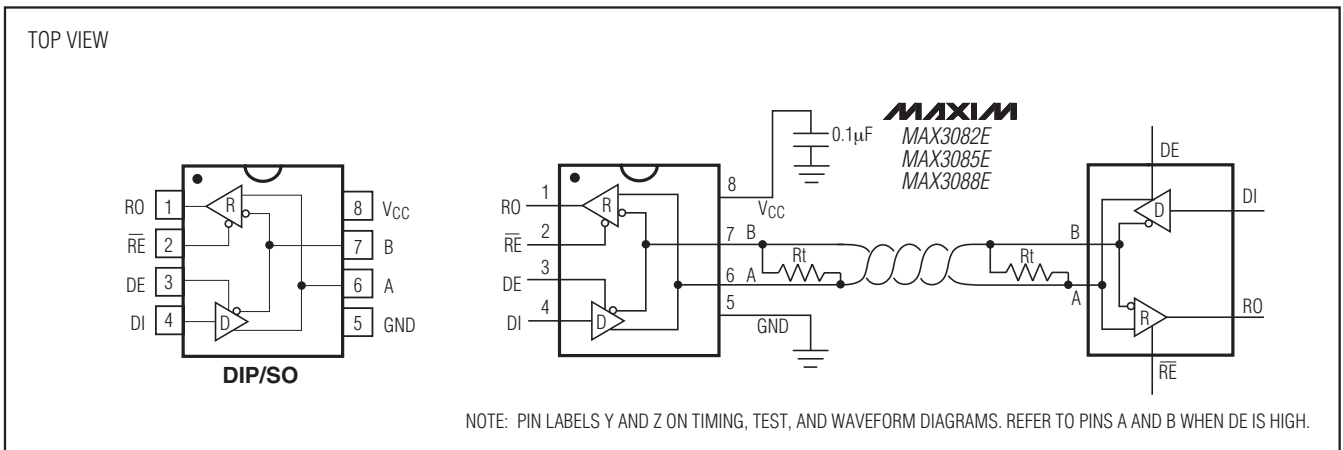 TOP VIEW
RO 1
R̅E̅ 2
DE 3
DI 4
R
D
8 VCC
7 B
6 A
5 GND
DIP/SO
RO 1
R̅E̅ 2
DE 3
DI 4
R
D
8 VCC
7 B
6 A
5 GND
0.1µF
MAXIM
MAX3082E
MAX3085E
MAX3088E
Rt
Rt
B
A
DE
DI
D
R
RO
R̅E̅
NOTE: PIN LABELS Y AND Z ON TIMING, TEST, AND WAVEFORM DIAGRAMS. REFER TO PINS A AND B WHEN DE IS HIGH.